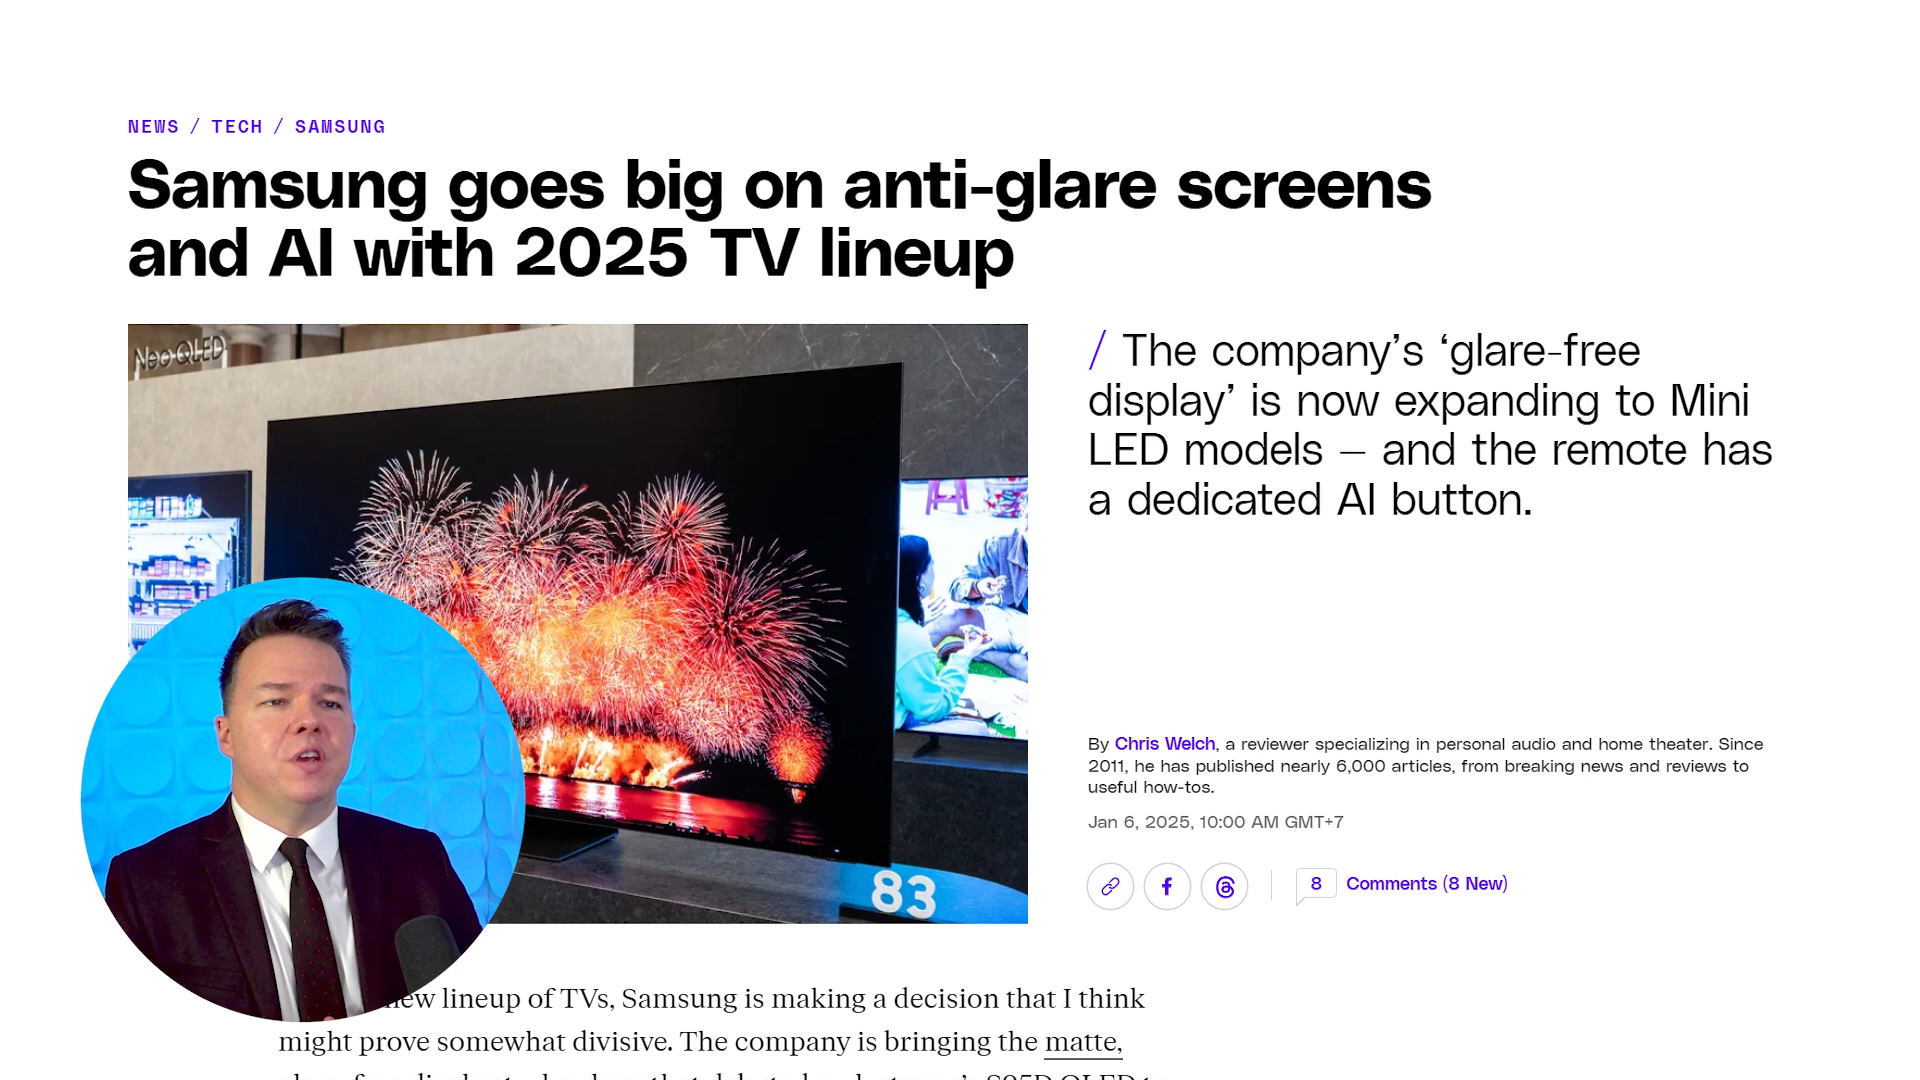 NEWS / TECH / SAMSUNG
Samsung goes big on anti-glare screens
and AI with 2025 TV lineup
Neo QLED
83
/ The company’s ‘glare-free
display’ is now expanding to Mini
LED models — and the remote has
a dedicated AI button.
By Chris Welch, a reviewer specializing in personal audio and home theater. Since
2011, he has published nearly 6,000 articles, from breaking news and reviews to
useful how-tos.
Jan 6, 2025, 10:00 AM GMT+7
8 Comments (8 New)
new lineup of TVs, Samsung is making a decision that I think
might prove somewhat divisive. The company is bringing the matte,